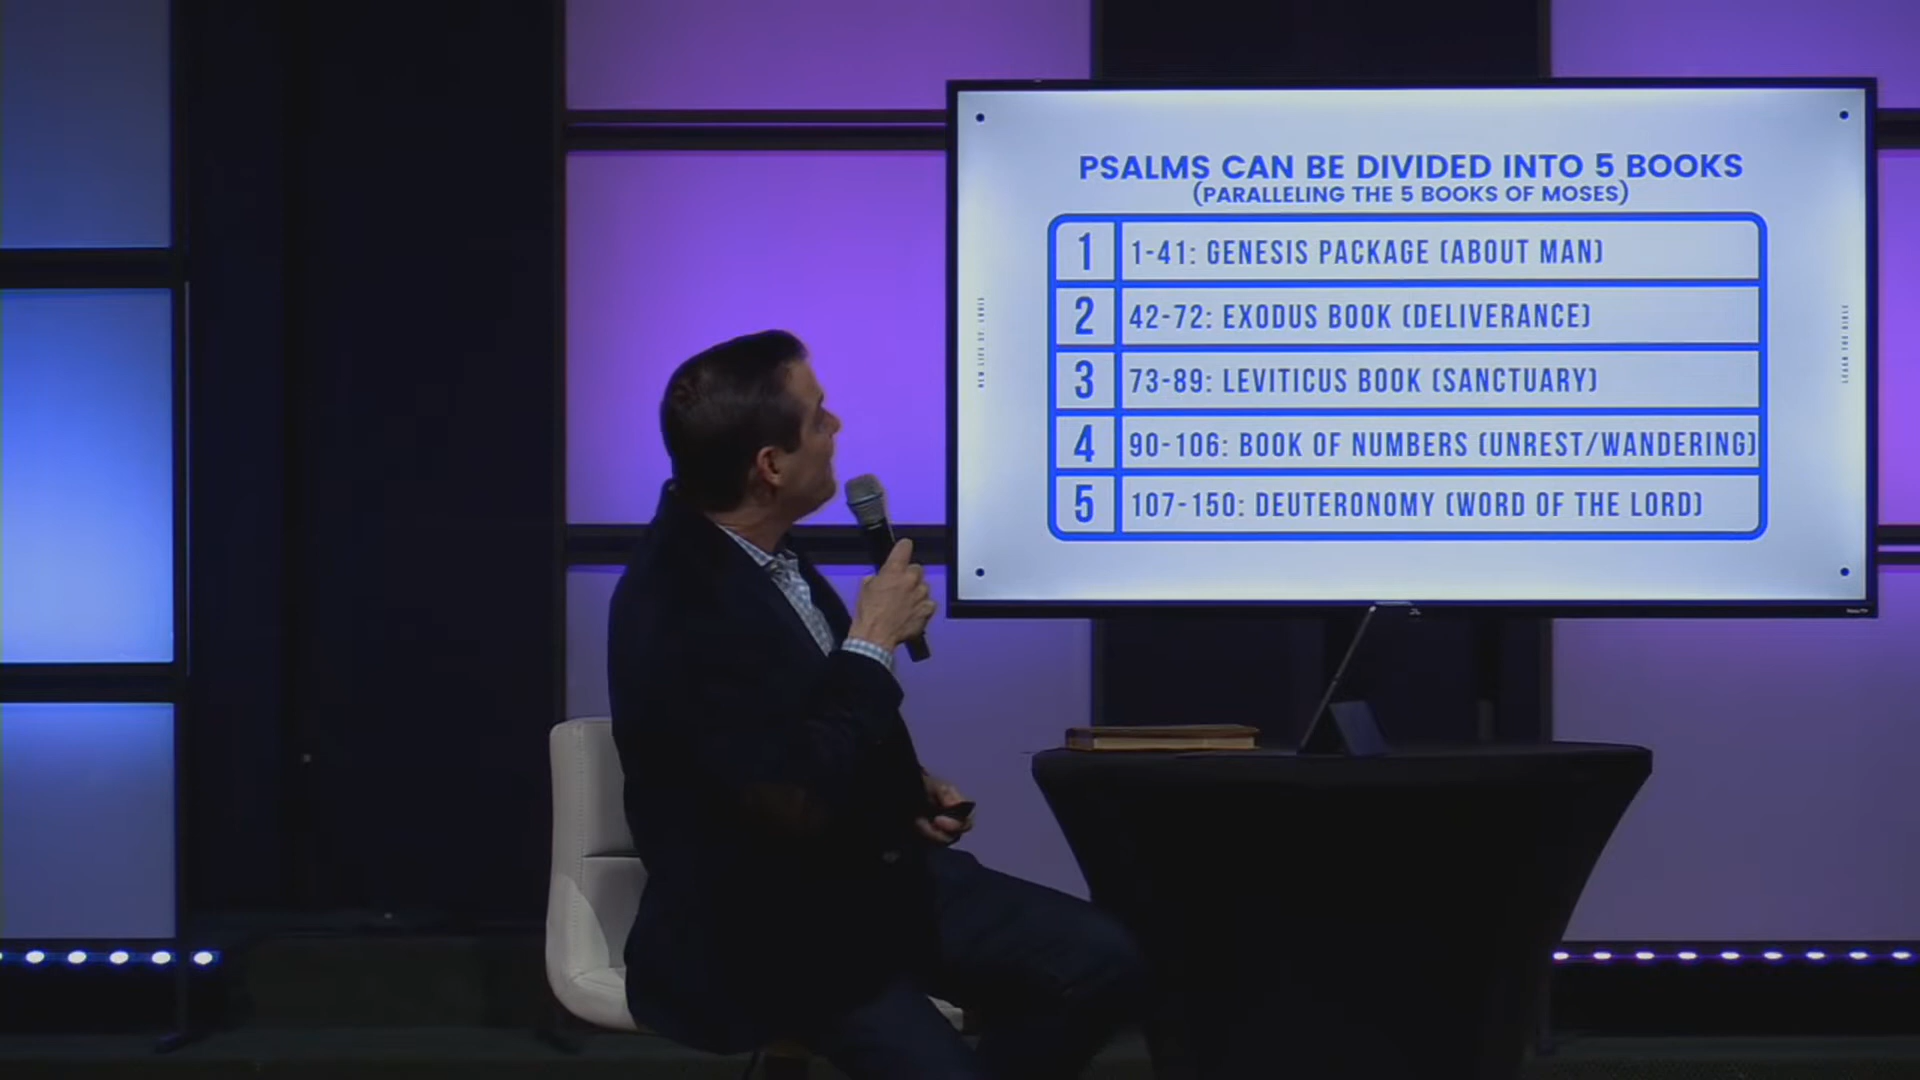 PSALMS CAN BE DIVIDED INTO 5 BOOKS
(PARALLELING THE 5 BOOKS OF MOSES)
1 1-41: GENESIS PACKAGE (ABOUT MAN)
2 42-72: EXODUS BOOK (DELIVERANCE)
3 73-89: LEVITICUS BOOK (SANCTUARY)
4 90-106: BOOK OF NUMBERS (UNREST/WANDERING)
5 107-150: DEUTERONOMY (WORD OF THE LORD)